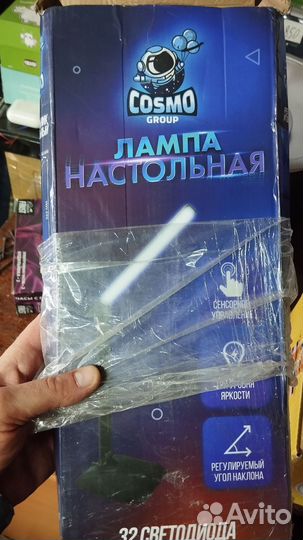 COSMO
GROUP
ЛАМПА
НАСТОЛЬНАЯ
СЕНСОРНОЕ
УПРАВЛЕНИЕ
ЯРКОСТИ
РЕГУЛИРУЕМЫЙ
УГОЛ НАКЛОНА
32 СВЕТОДИОДА
Avito